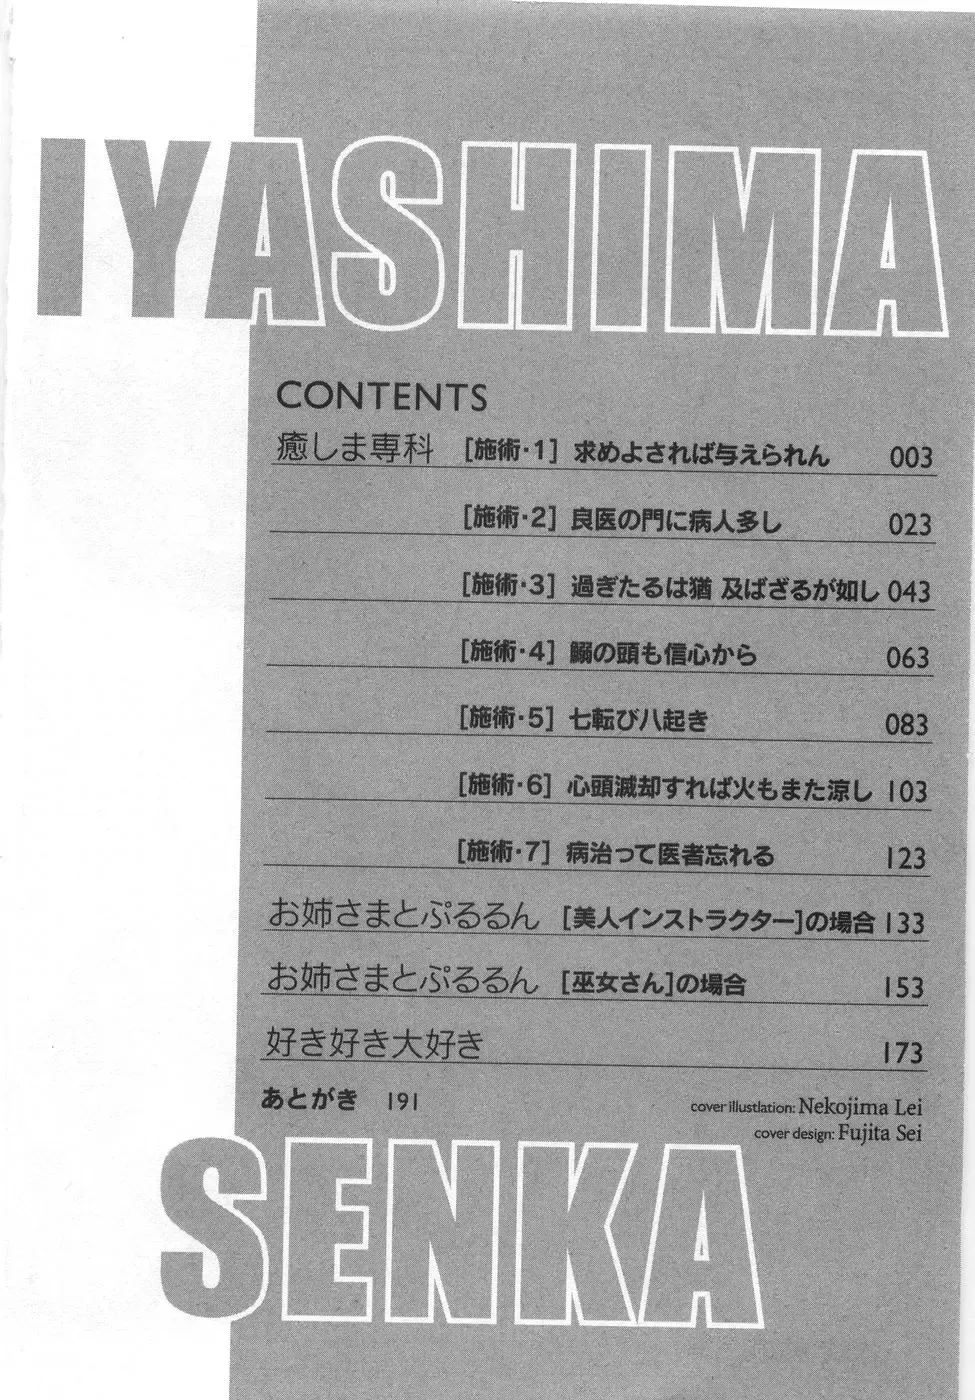 IYASHIMA
CONTENTS
癒しま専科 [施術・1] 求めよされば与えられん 003
[施術・2] 良医の門に病人多し 023
[施術・3] 過ぎたるは猶 及ばざるが如し 043
[施術・4] 鰯の頭も信心から 063
[施術・5] 七転び八起き 083
[施術・6] 心頭滅却すれば火もまた涼し 103
[施術・7] 病治って医者忘れる 123
お姉さまとぷるるん [美人インストラクター]の場合 133
お姉さまとぷるるん [巫女さん]の場合 153
好き好き大好き 173
あとがき 191
cover illustlation: Nekojima Lei
cover design: Fujita Sei
SENKA